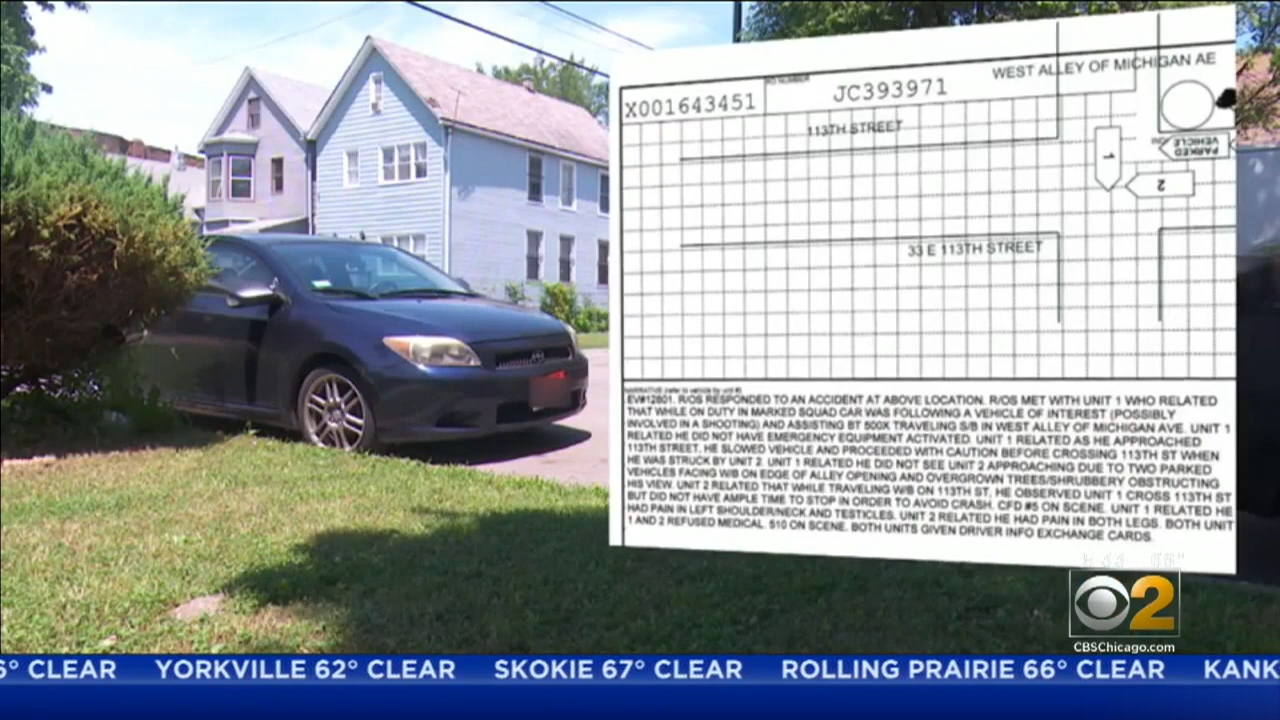 WEST ALLEY OF MICHIGAN AE
X001643451
JC393971
113TH STREET
PARKED
VEHICLE
1
2
33 E 113TH STREET
NARRATIVE (refer to vehicle by unit #)
EV#12801. R/OS RESPONDED TO AN ACCIDENT AT ABOVE LOCATION. R/OS MET WITH UNIT 1 WHO RELATED
THAT WHILE ON DUTY IN MARKED SQUAD CAR WAS FOLLOWING A VEHICLE OF INTEREST (POSSIBLY
INVOLVED IN A SHOOTING) AND ASSISTING BT 500X TRAVELING S/B IN WEST ALLEY OF MICHIGAN AVE. UNIT 1
RELATED HE DID NOT HAVE EMERGENCY EQUIPMENT ACTIVATED. UNIT 1 RELATED AS HE APPROACHED
113TH STREET. HE SLOWED VEHICLE AND PROCEEDED WITH CAUTION BEFORE CROSSING 113TH ST WHEN
HE WAS STRUCK BY UNIT 2. UNIT 1 RELATED HE DID NOT SEE UNIT 2 APPROACHING DUE TO TWO PARKED
VEHICLES FACING W/B ON EDGE OF ALLEY OPENING AND OVERGROWN TREES/SHRUBBERY OBSTRUCTING
HIS VIEW. UNIT 2 RELATED THAT WHILE TRAVELING W/B ON 113TH ST. HE OBSERVED UNIT 1 CROSS 113TH ST
BUT DID NOT HAVE AMPLE TIME TO STOP IN ORDER TO AVOID CRASH. CFD #5 ON SCENE. UNIT 1 RELATED HE
HAD PAIN IN LEFT SHOULDER/NECK AND TESTICLES. UNIT 2 RELATED HE HAD PAIN IN BOTH LEGS. BOTH UNIT
1 AND 2 REFUSED MEDICAL. 510 ON SCENE. BOTH UNITS GIVEN DRIVER INFO EXCHANGE CARDS.
2
CBSChicago.com
6° CLEAR YORKVILLE 62° CLEAR SKOKIE 67° CLEAR ROLLING PRAIRIE 66° CLEAR KANK